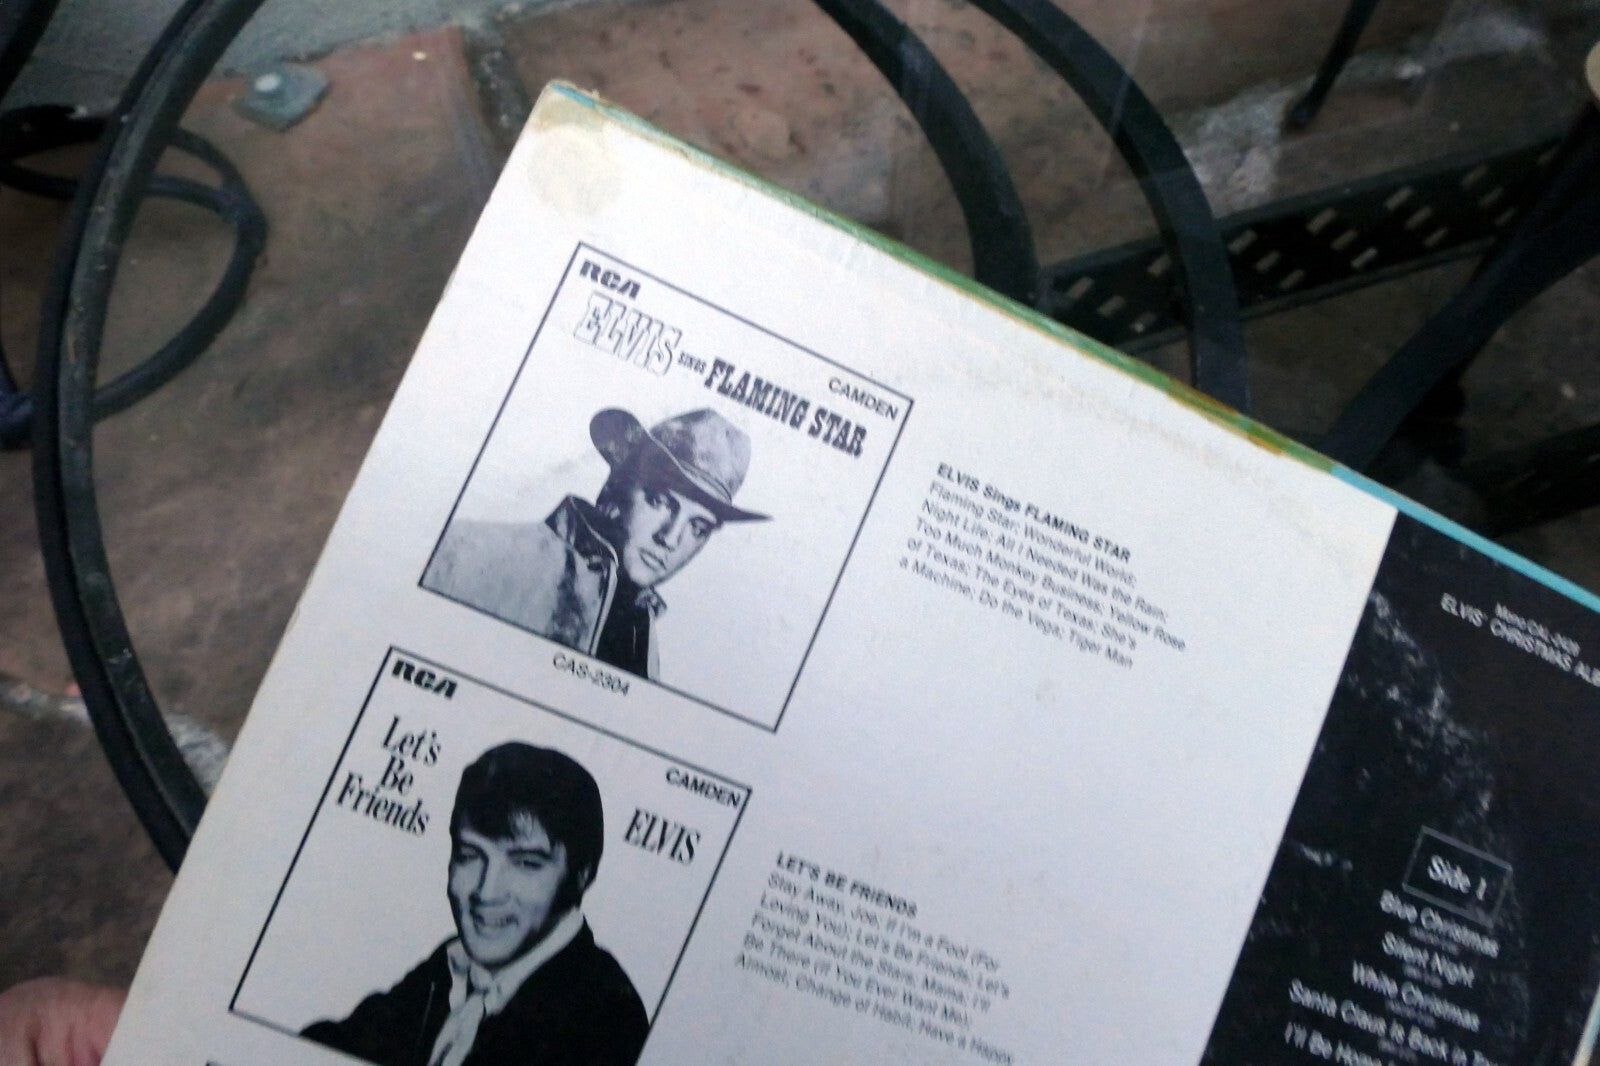 RCA
ELVIS SINGS FLAMING STAR
CAMDEN
CAS-2304
ELVIS Sings FLAMING STAR
Flaming Star; Wonderful World;
Night Life; All I Needed Was the Rain;
Too Much Monkey Business; Yellow Rose
of Texas; The Eyes of Texas; She's
a Machine; Do the Vega; Tiger Man
RCA
Let's
Be
Friends
CAMDEN
ELVIS
LET'S BE FRIENDS
Stay Away, Joe; If I'm a Fool (For
Loving You); Let's Be Friends; Let's
Forget About the Stars; Mama; I'll
Be There (If You Ever Want Me);
Almost; Change of Habit; Have a Happy
ELVIS' CHRISTMAS
Side 1
Blue Christmas
Silent Night
White Christmas
Santa Claus Is Back in
I'll Be